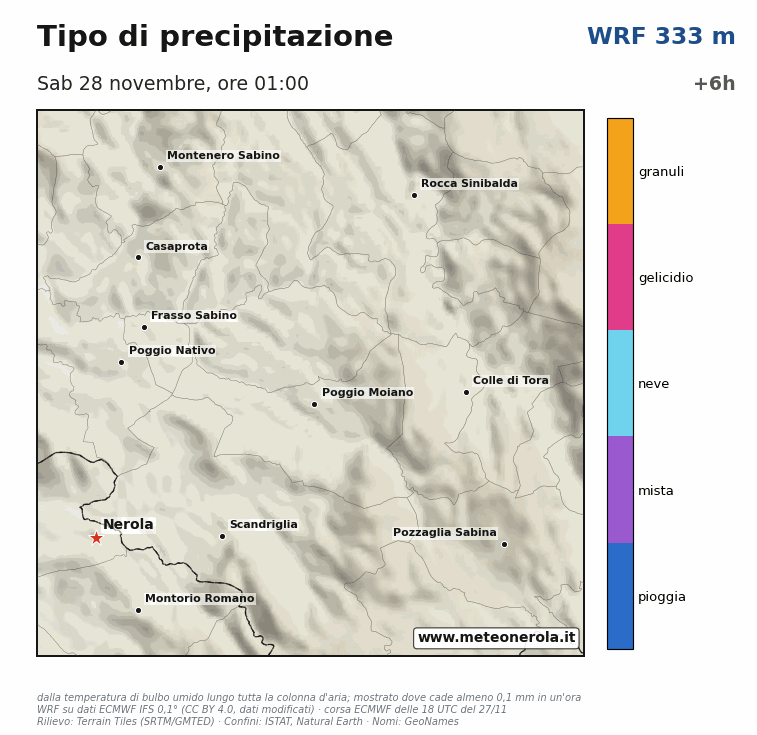 Tipo di precipitazione
WRF 333 m
Sab 28 novembre, ore 01:00
+6h
Montenero Sabino
Rocca Sinibalda
Casaprota
Frasso Sabino
Poggio Nativo
Colle di Tora
Poggio Moiano
Nerola
Scandriglia
Pozzaglia Sabina
Montorio Romano
www.meteonerola.it
granuli
gelicidio
neve
mista
pioggia
dalla temperatura di bulbo umido lungo tutta la colonna d'aria; mostrato dove cade almeno 0,1 mm in un'ora
WRF su dati ECMWF IFS 0,1° (CC BY 4.0, dati modificati) · corsa ECMWF delle 18 UTC del 27/11
Rilievo: Terrain Tiles (SRTM/GMTED) · Confini: ISTAT, Natural Earth · Nomi: GeoNames